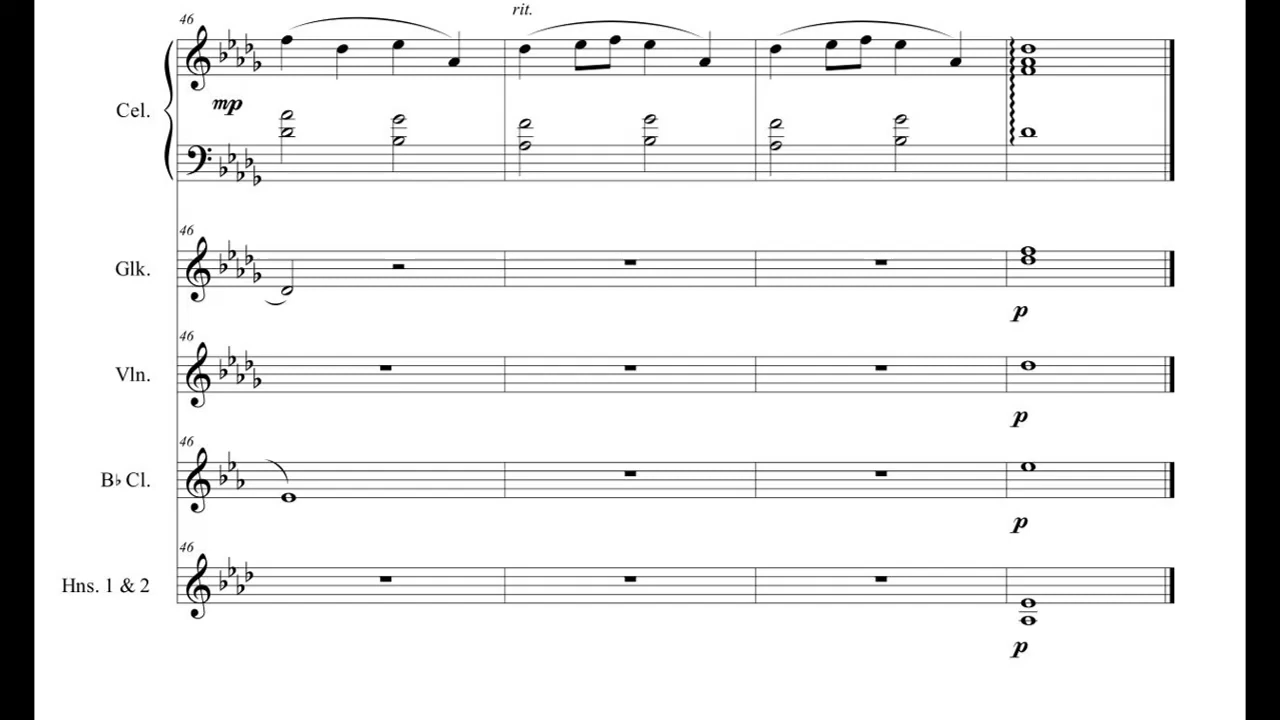 46
rit.
Cel.
mp
46
Glk.
p
46
Vln.
p
46
B♭ Cl.
p
46
Hns. 1 & 2
p